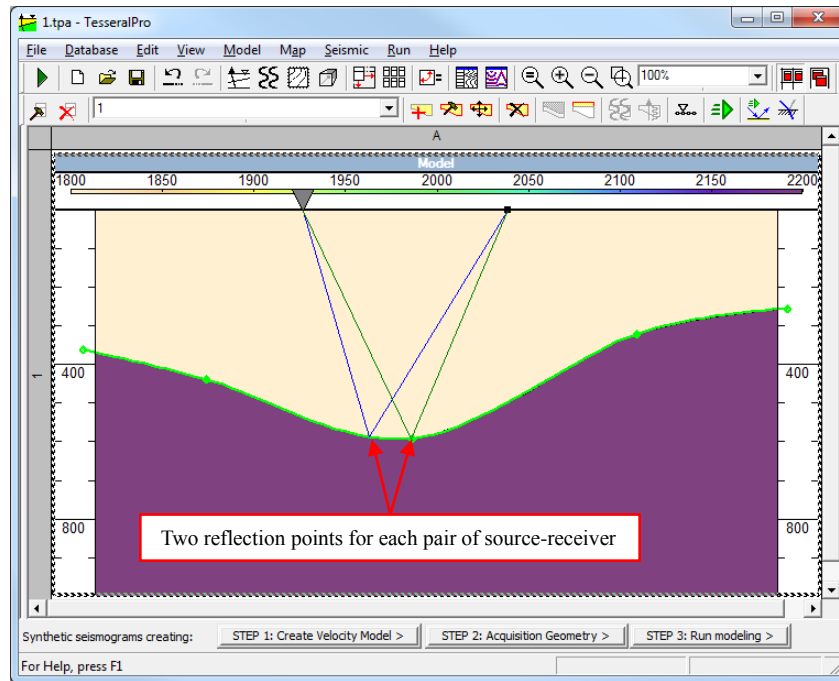 1.tpa - TesseralPro
File Database Edit View Model Map Seismic Run Help
100%
1
A
Model
1800 1850 1900 1950 2000 2050 2100 2150 2200
1
400 400
800 800
Two reflection points for each pair of source-receiver
Synthetic seismograms creating: STEP 1: Create Velocity Model > STEP 2: Acquisition Geometry > STEP 3: Run modeling >
For Help, press F1